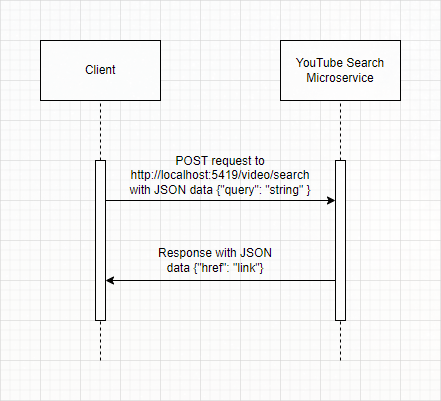 Client
YouTube Search
Microservice
POST request to
http://localhost:5419/video/search
with JSON data {"query": "string" }
Response with JSON
data {"href": "link"}